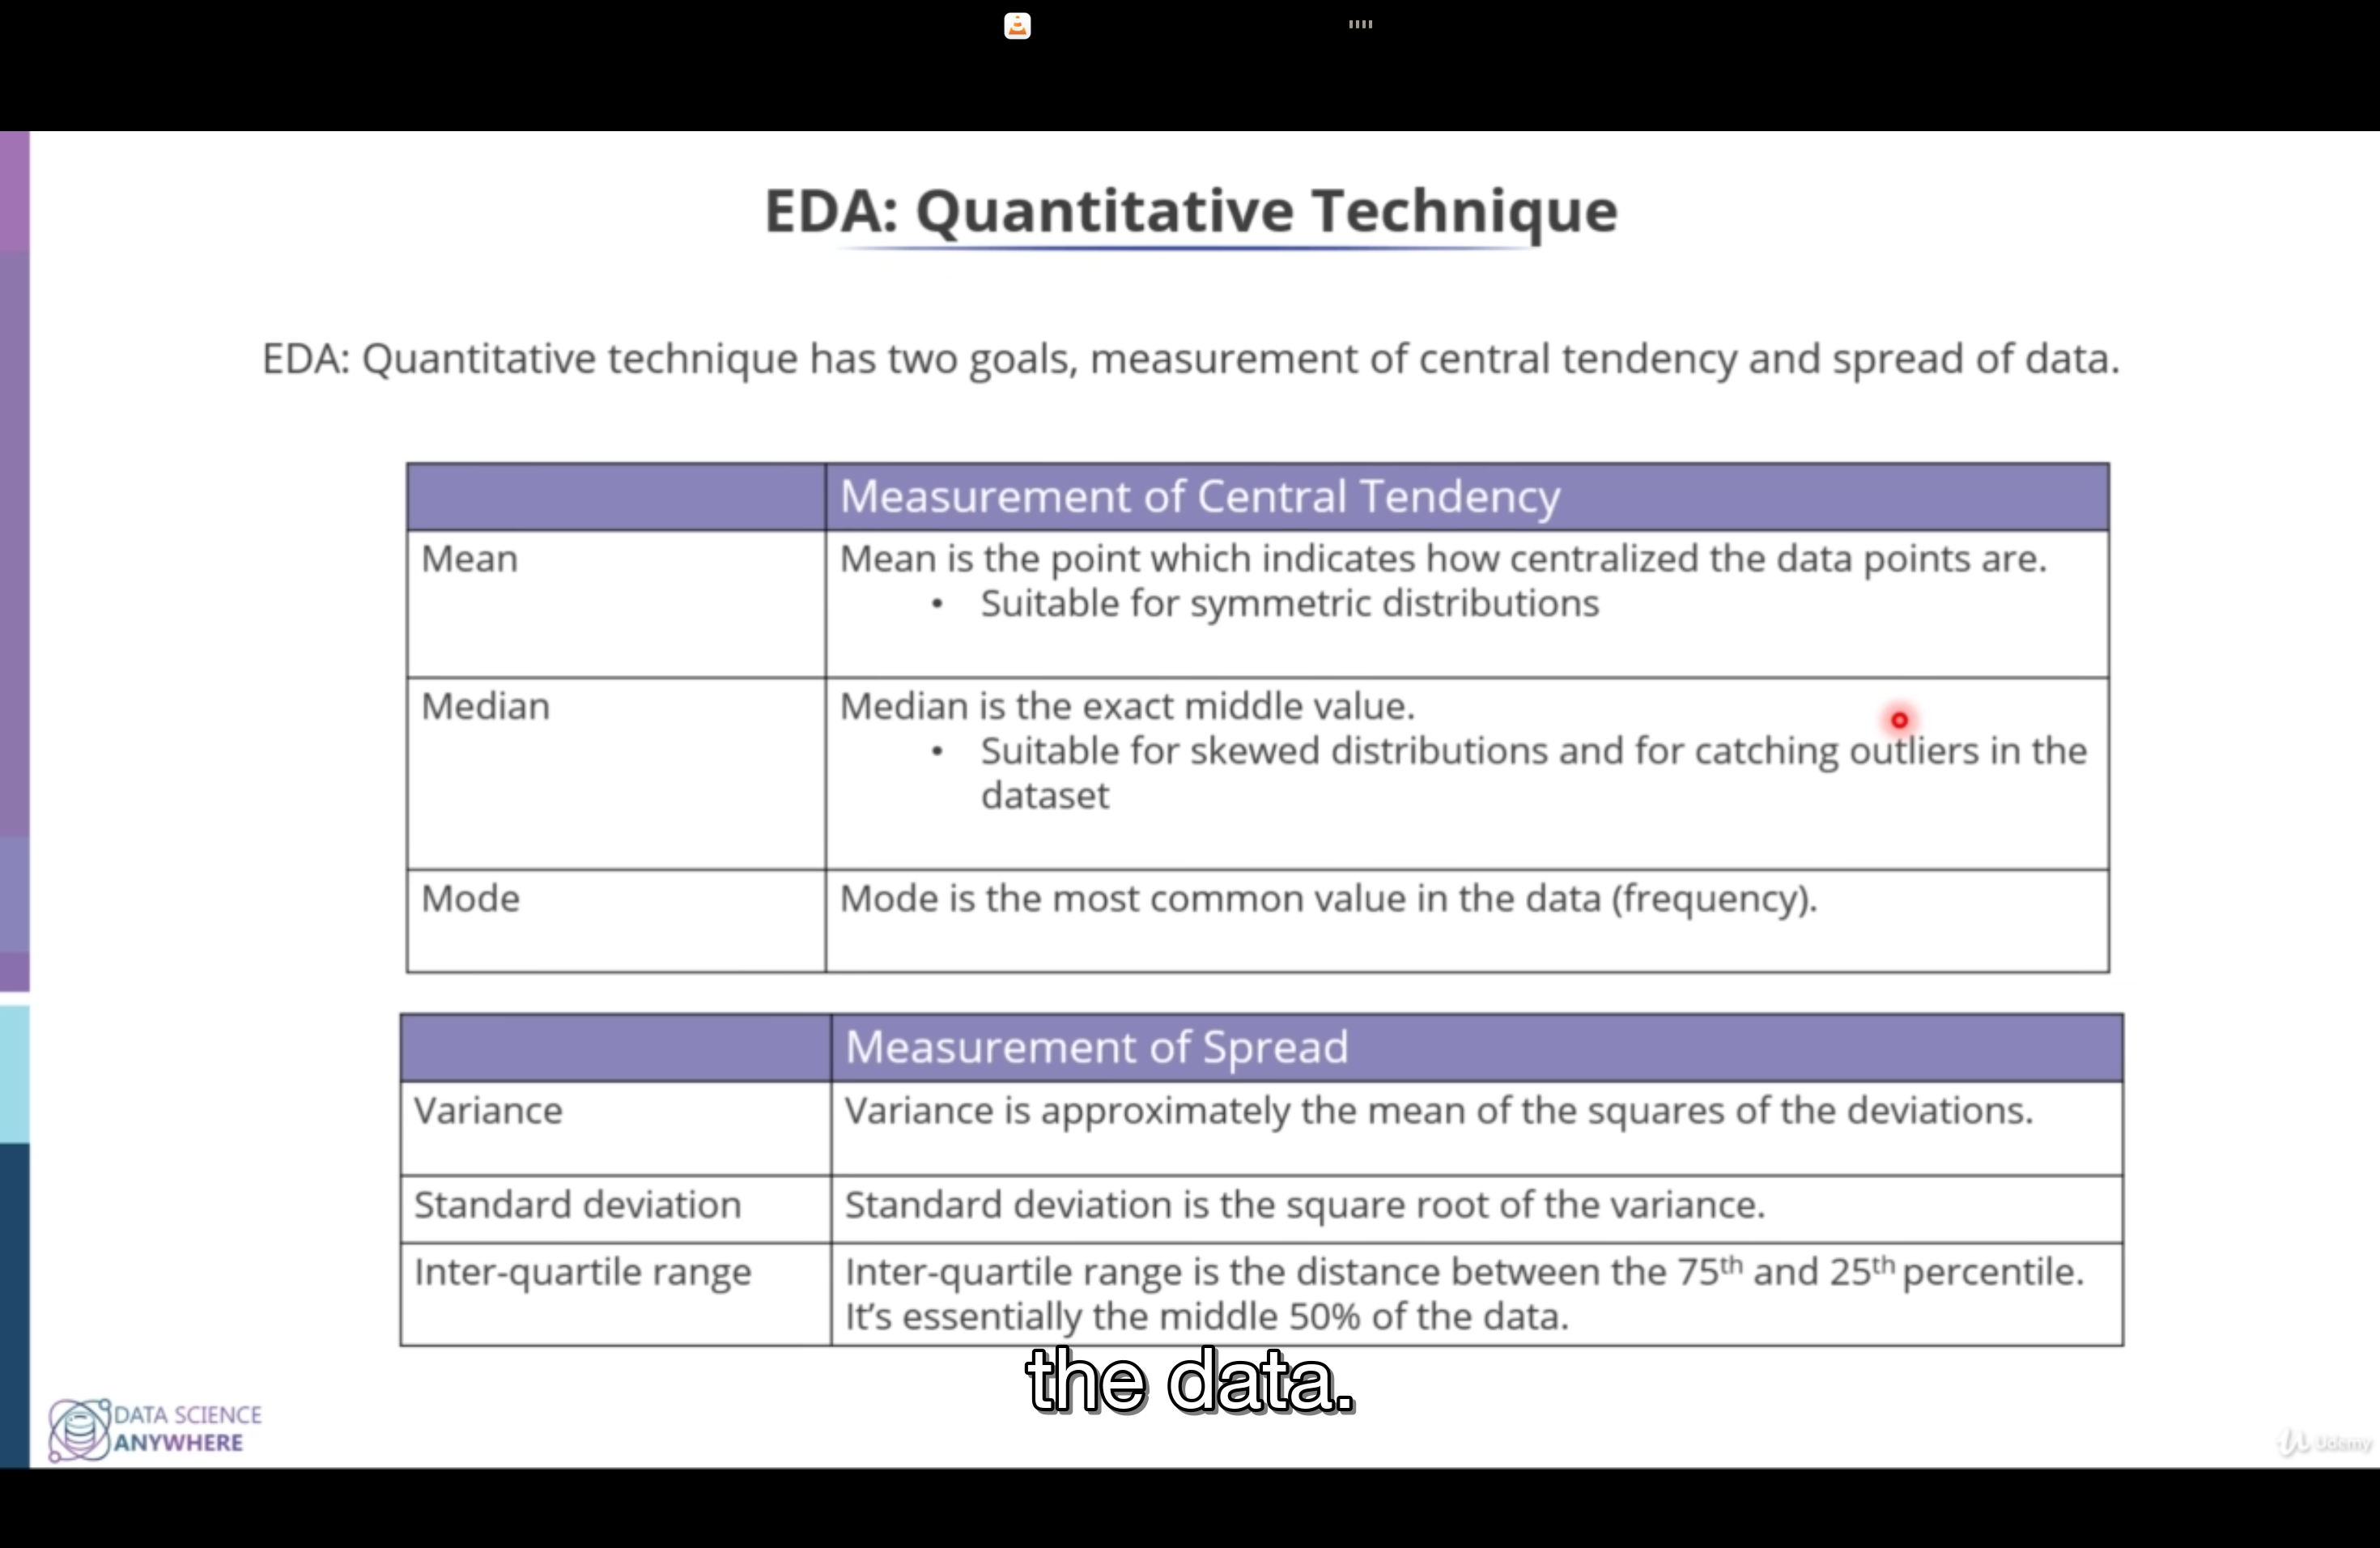 EDA: Quantitative Technique
EDA: Quantitative technique has two goals, measurement of central tendency and spread of data.
Measurement of Central Tendency
Mean
Mean is the point which indicates how centralized the data points are.
• Suitable for symmetric distributions
Median
Median is the exact middle value.
• Suitable for skewed distributions and for catching outliers in the
dataset
Mode
Mode is the most common value in the data (frequency).
Measurement of Spread
Variance
Variance is approximately the mean of the squares of the deviations.
Standard deviation
Standard deviation is the square root of the variance.
Inter-quartile range
Inter-quartile range is the distance between the 75th and 25th percentile.
It's essentially the middle 50% of the data.
the data.
DATA SCIENCE
ANYWHERE
Udemy